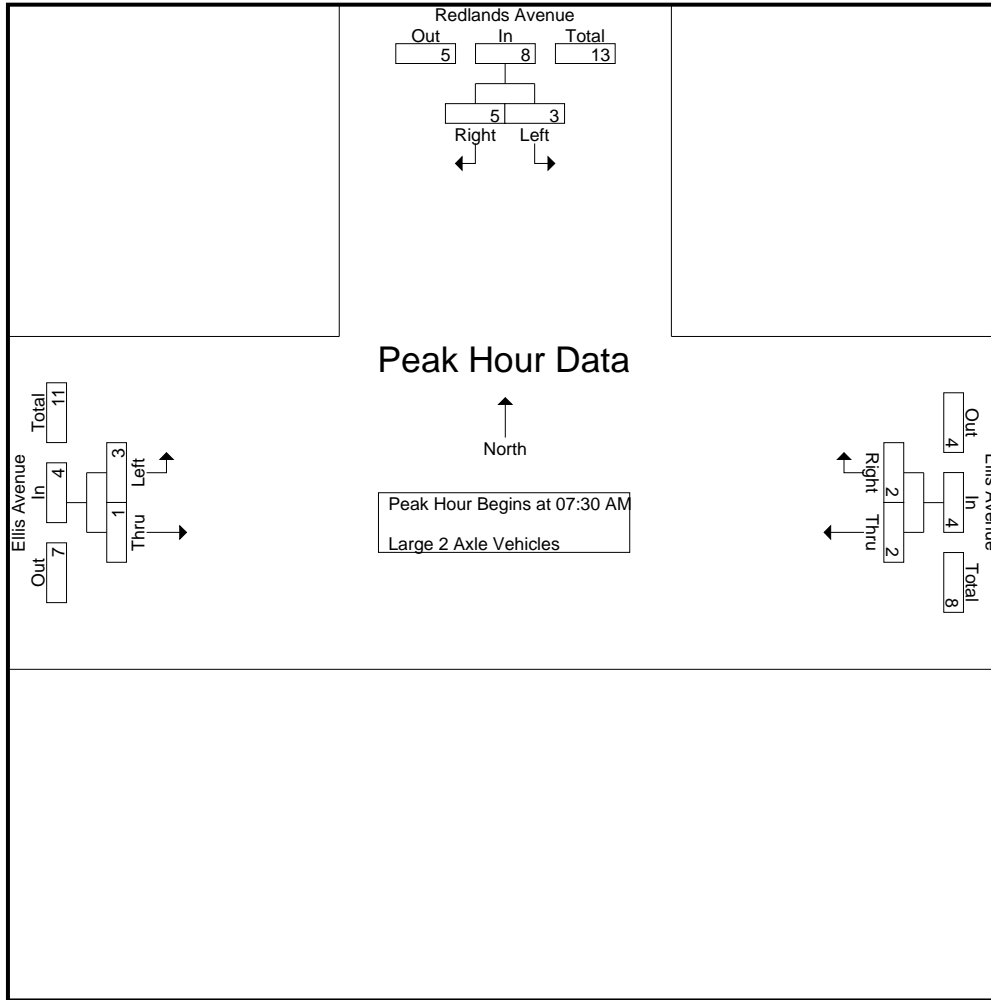 Redlands Avenue
Out In Total
5 8 13
5 3
Right Left
Peak Hour Data
North
Peak Hour Begins at 07:30 AM
Large 2 Axle Vehicles
Ellis Avenue
Total In Out
11 4 7
3 1
Left Thru
Ellis Avenue
Out In Total
4 4 8
Right Thru
2 2